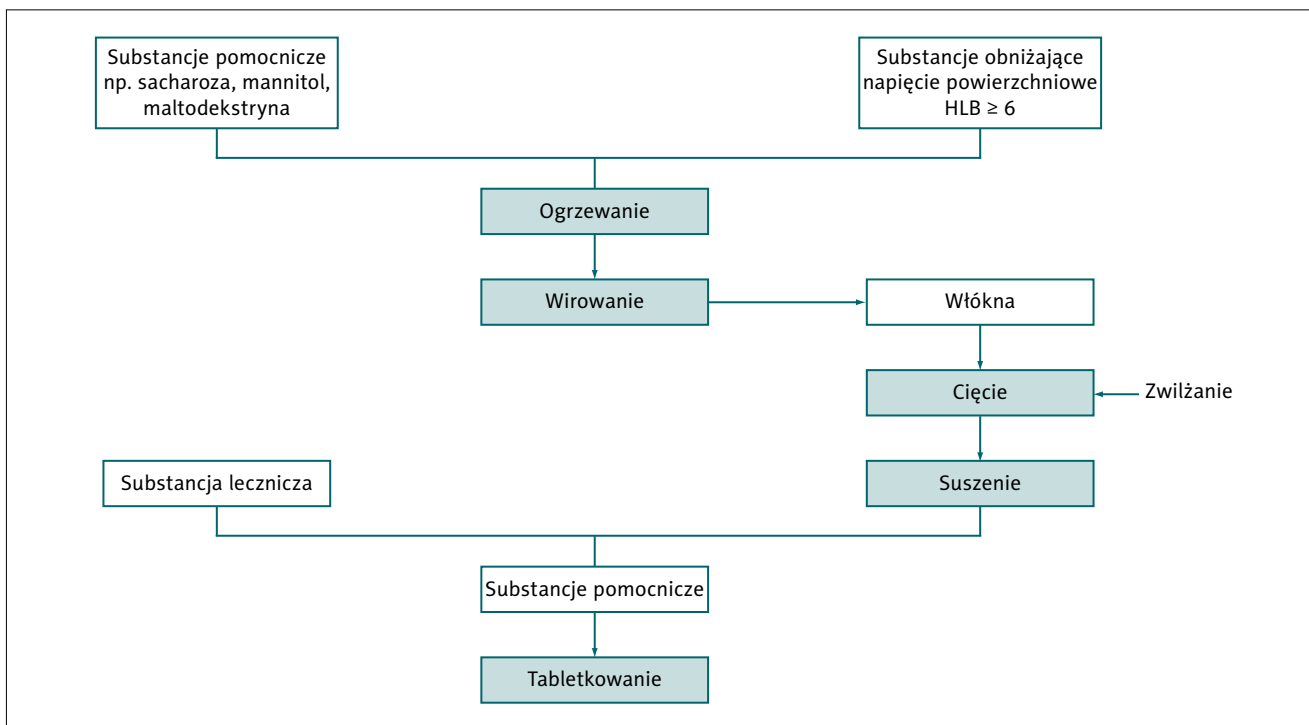 Substancje pomocnicze
np. sacharoza, mannitol,
maltodekstryna
Substancje obniżające
napięcie powierzchniowe
HLB ≥ 6
Ogrzewanie
Wirowanie
Włókna
Cięcie
Zwilżanie
Substancja lecznicza
Suszenie
Substancje pomocnicze
Tabletkowanie